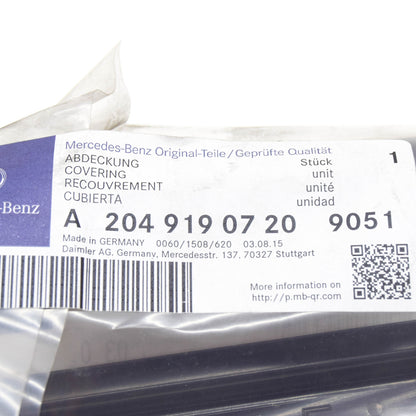 Mercedes-Benz Original-Teile/Geprüfte Qualität
ABDECKUNG Stück 1
COVERING unit
RECOUVREMENT unité
CUBIERTA unidad
-Benz
A 204 919 07 20 9051
Made in GERMANY 0060/1508/620 03.08.15
Daimler AG, Germany, Mercedesstr. 137, 70327 Stuttgart
More information on
http://p.mb-qr.com